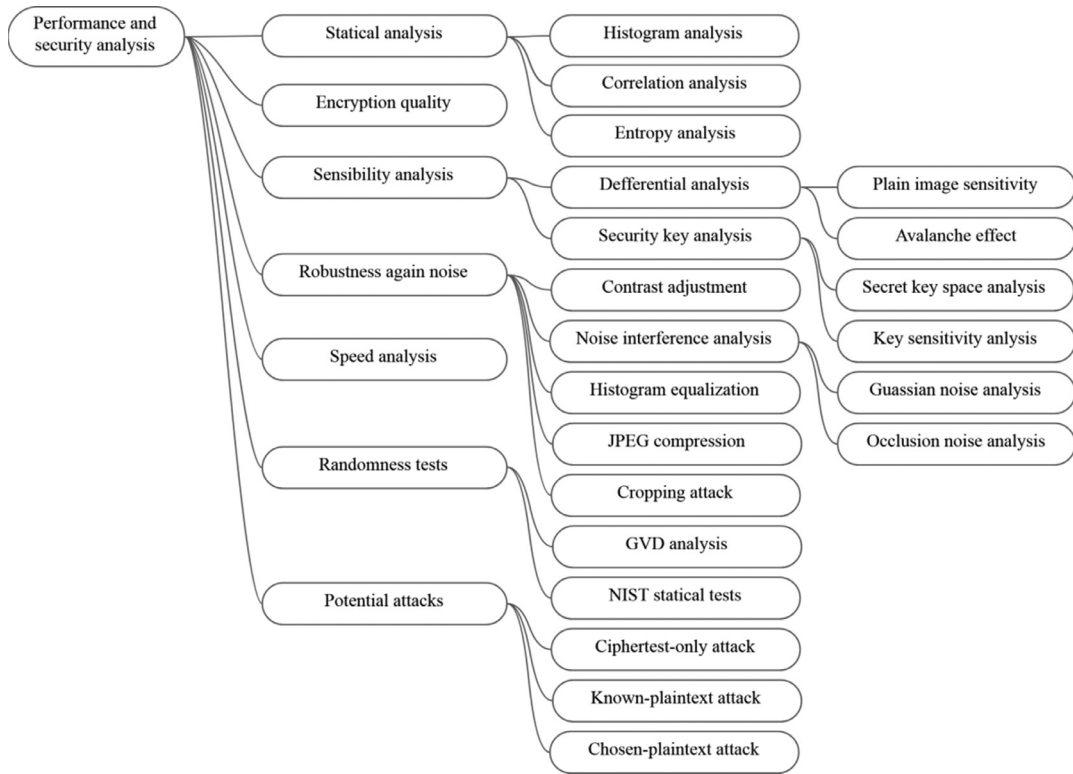 Performance and
security analysis
Statical analysis
Histogram analysis
Correlation analysis
Encryption quality
Entropy analysis
Sensibility analysis
Defferential analysis
Plain image sensitivity
Security key analysis
Avalanche effect
Robustness again noise
Contrast adjustment
Secret key space analysis
Noise interference analysis
Key sensitivity anlysis
Speed analysis
Histogram equalization
Guassian noise analysis
JPEG compression
Occlusion noise analysis
Randomness tests
Cropping attack
GVD analysis
NIST statical tests
Potential attacks
Ciphertest-only attack
Known-plaintext attack
Chosen-plaintext attack